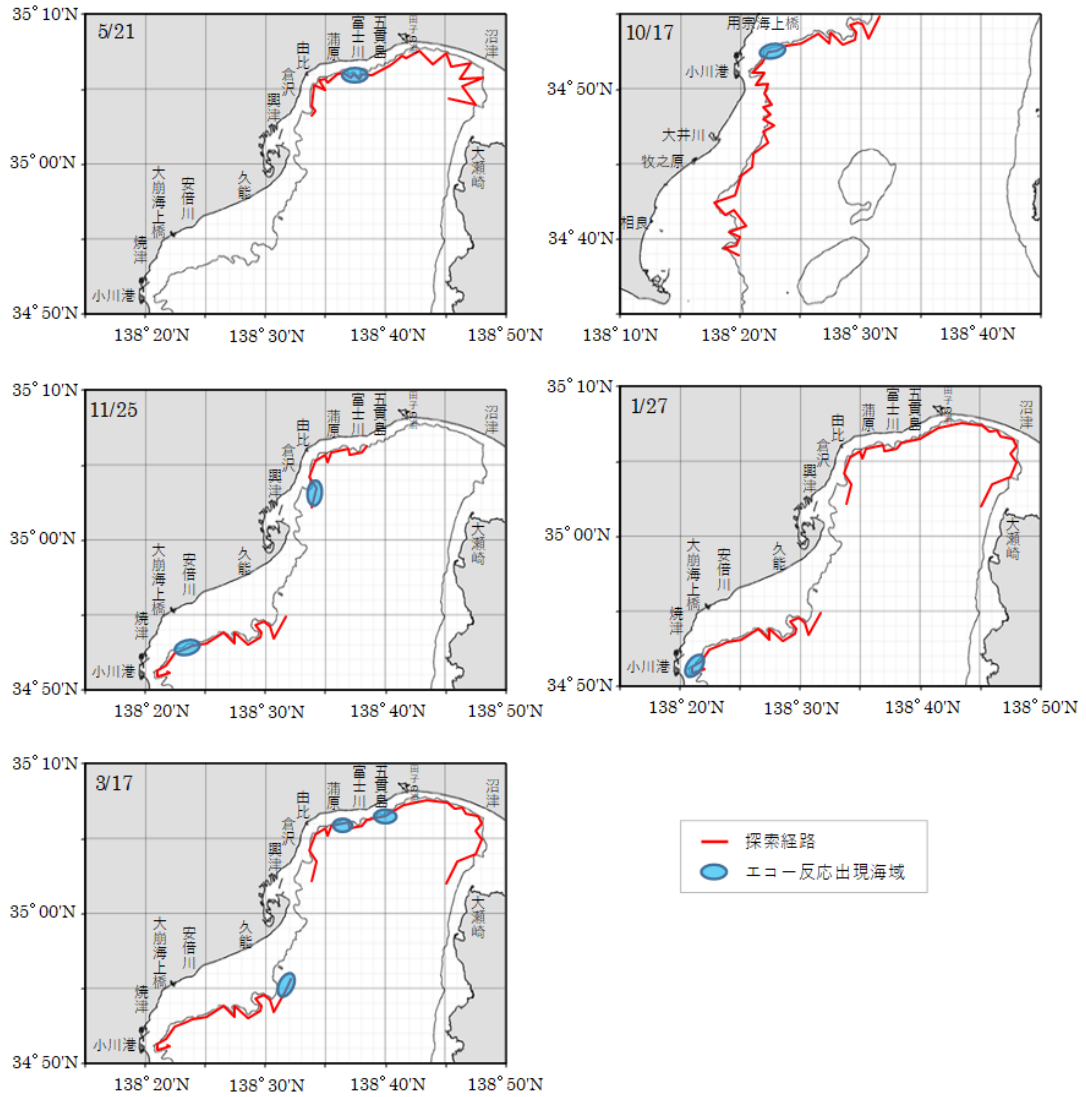 35°10'N
5/21
由比
倉沢
蒲原
富士川
五貫島
沼津
興津
35°00'N
大崩海上橋
安倍川
久能
大瀬崎
焼津
小川港
34°50'N
138°20'N
138°30'N
138°40'N
138°50'N
10/17
用宗海上橋
小川港
34°50'N
大井川
牧之原
相良
34°40'N
138°10'N
138°20'N
138°30'N
138°40'N
35°10'N
11/25
由比
倉沢
蒲原
富士川
五貫島
沼津
興津
35°00'N
大崩海上橋
安倍川
久能
大瀬崎
焼津
小川港
34°50'N
138°20'N
138°30'N
138°40'N
138°50'N
35°10'N
1/27
由比
倉沢
蒲原
富士川
五貫島
沼津
興津
35°00'N
大崩海上橋
安倍川
久能
大瀬崎
焼津
小川港
34°50'N
138°20'N
138°30'N
138°40'N
138°50'N
35°10'N
3/17
由比
倉沢
蒲原
富士川
五貫島
沼津
興津
35°00'N
大崩海上橋
安倍川
久能
大瀬崎
焼津
小川港
34°50'N
138°20'N
138°30'N
138°40'N
138°50'N
探索経路
エコー反応出現海域